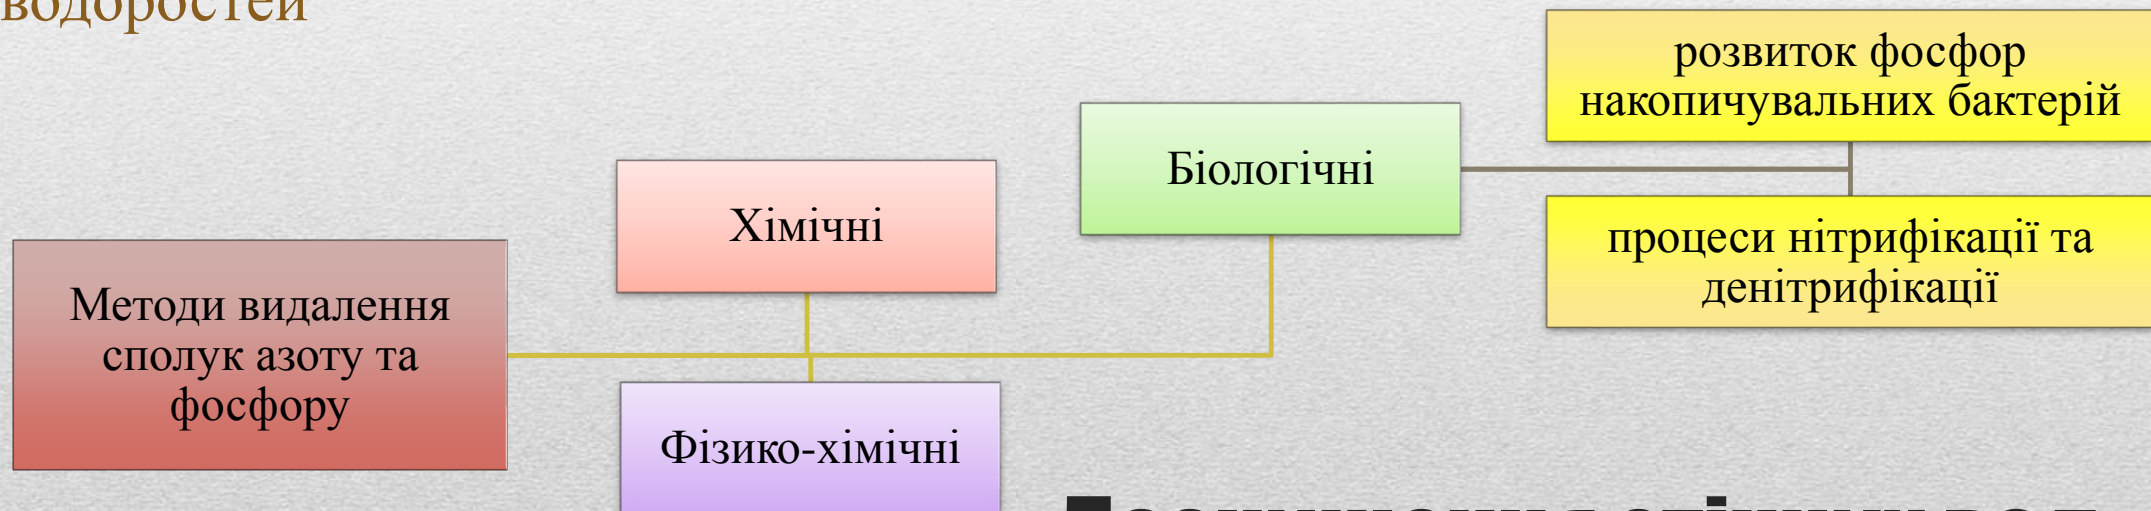 водоростей
розвиток фосфор
накопичувальних бактерій
Біологічні
Хімічні
процеси нітрифікації та
денітрифікації
Методи видалення
сполук азоту та
фосфору
Фізико-хімічні